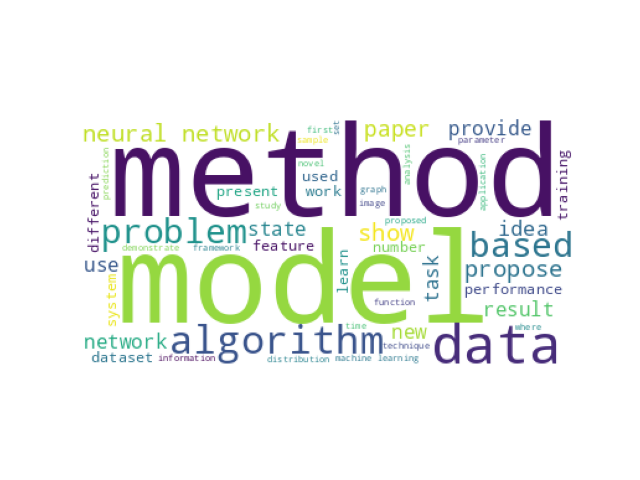 neural network
first
set
sample
paper
provide
parameter
method
prediction
different
novel
used
present
work
study
graph
image
analysis
application
training
problem
state
feature
show
number
proposed
idea
based
demonstrate
framework
use
model
learn
task
propose
system
performance
function
result
network
algorithm
time
new
data
where
dataset
information
distribution
machine learning
technique